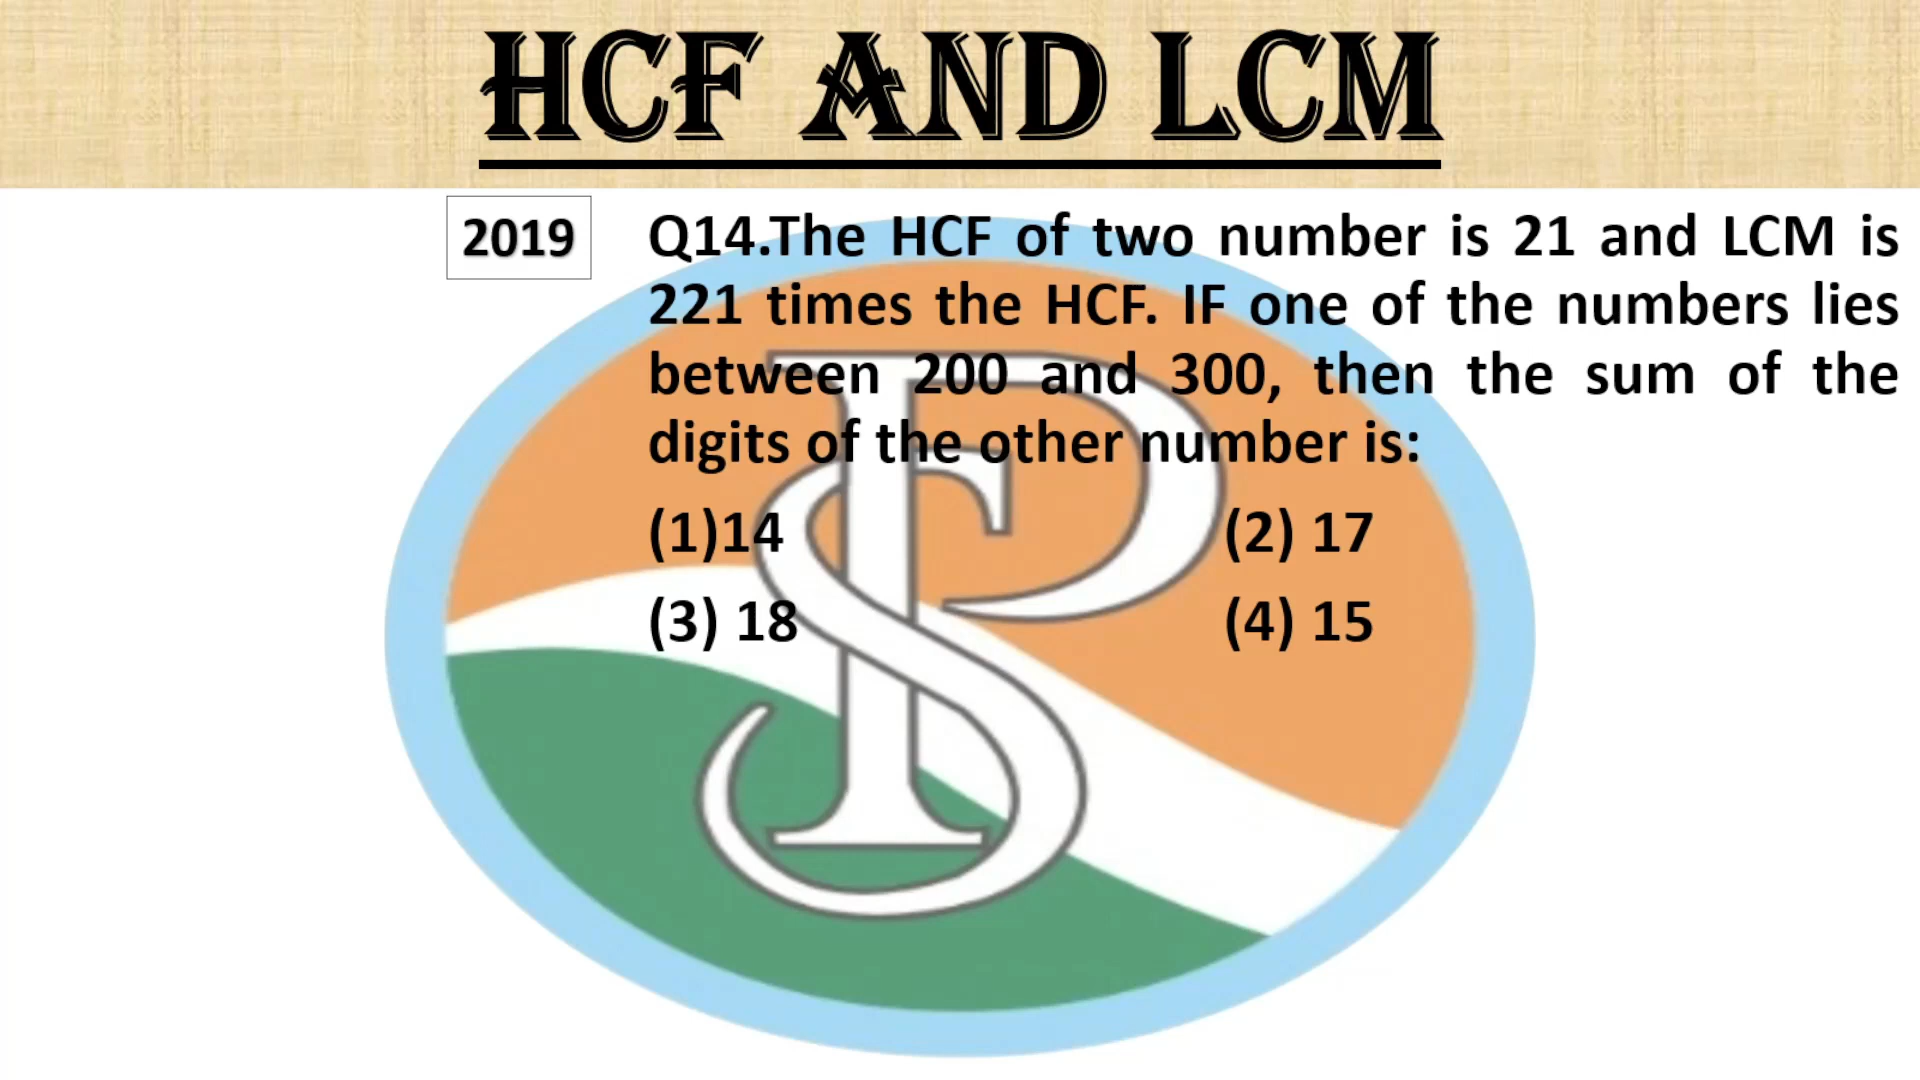 HCF AND LCM
2019
Q14.The HCF of two number is 21 and LCM is
221 times the HCF. IF one of the numbers lies
between 200 and 300, then the sum of the
digits of the other number is:
(1)14 (2) 17
(3) 18 (4) 15